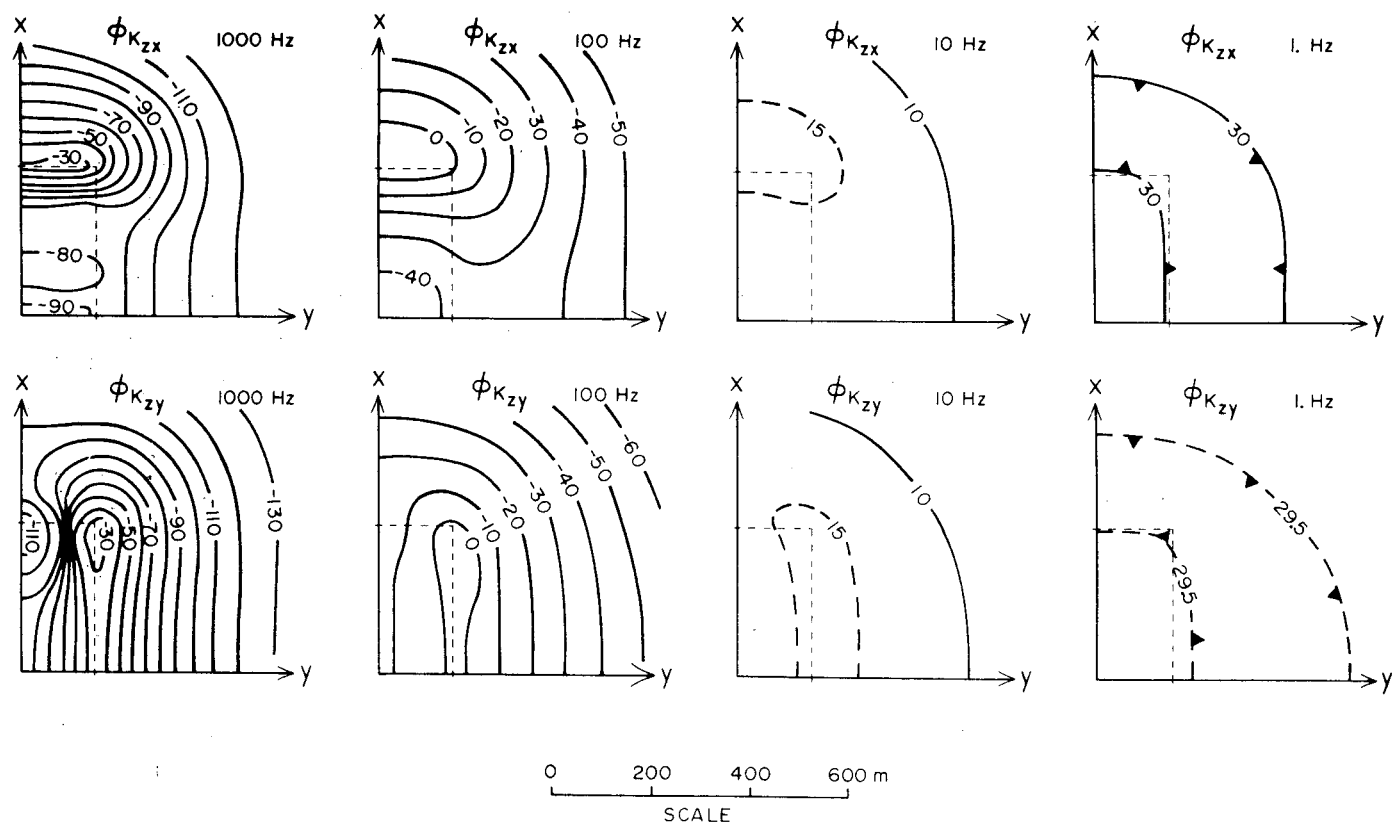 X ϕKzx 1000 Hz
-110
-90
-70
-50
-30
-80
-90
y
X ϕKzx 100 Hz
0 -10 -20 -30 -40 -50
-40
y
X ϕKzx 10 Hz
15 10
y
X ϕKzx 1. Hz
30
30
y
X ϕKzy 1000 Hz
-110 -30 -50 -70 -90 -110 -130
y
X ϕKzy 100 Hz
0 -10 -20 -30 -40 -50 -60
y
X ϕKzy 10 Hz
15 10
y
X ϕKzy 1. Hz
29.5
29.5
y
0 200 400 600 m
SCALE